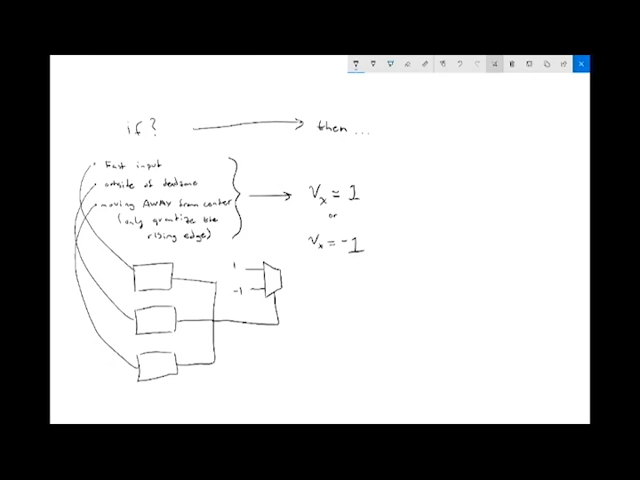 if? then...
• Fast input
• outside of deadzone
• moving AWAY from center
(only quantize the
rising edge)
Vx = 1
or
Vx = -1
1
-1